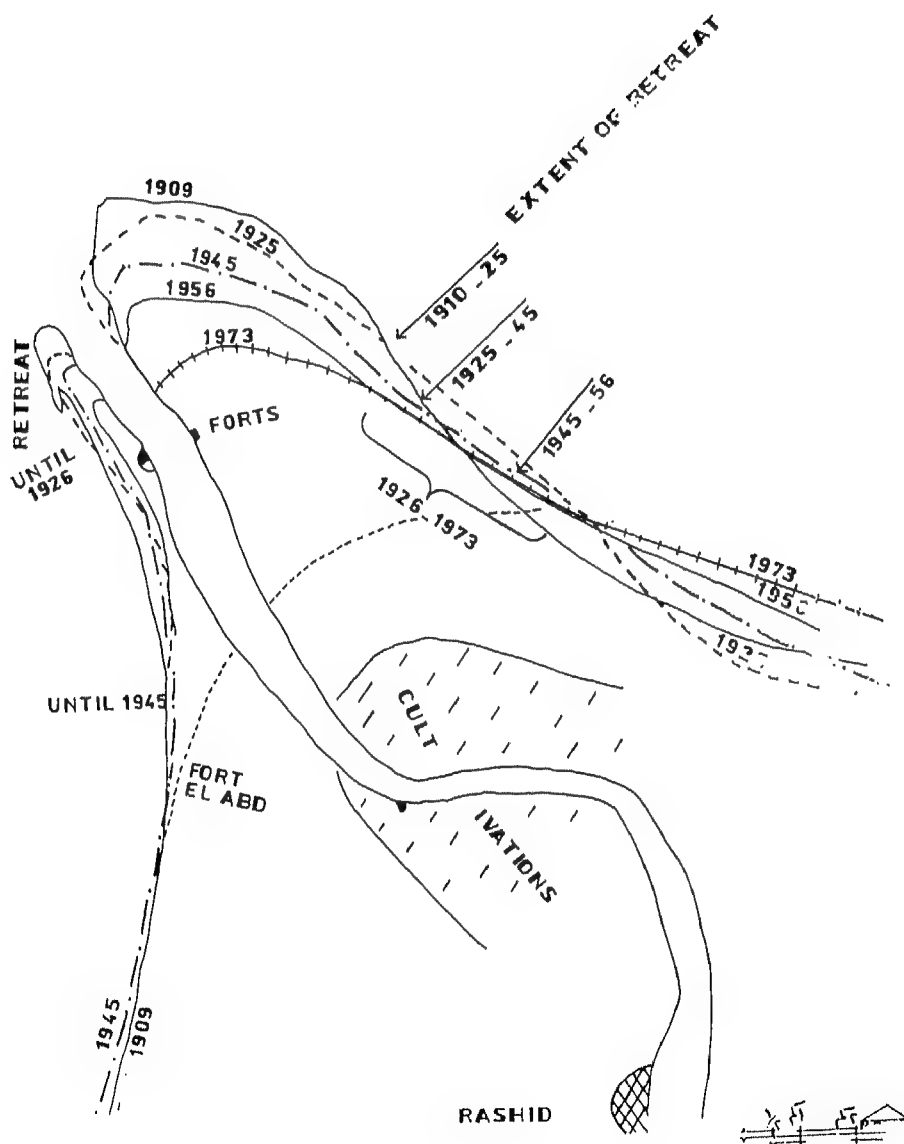 EXTENT OF RETREAT
1909
1925
1945
1956
1973
1910 - 25
1925 - 45
1945 - 56
RETREAT
UNTIL
1926
FORTS
1926 - 1973
1973
UNTIL 1945
FORT
EL ABD
CULT
IVATIONS
1945
1909
RASHID